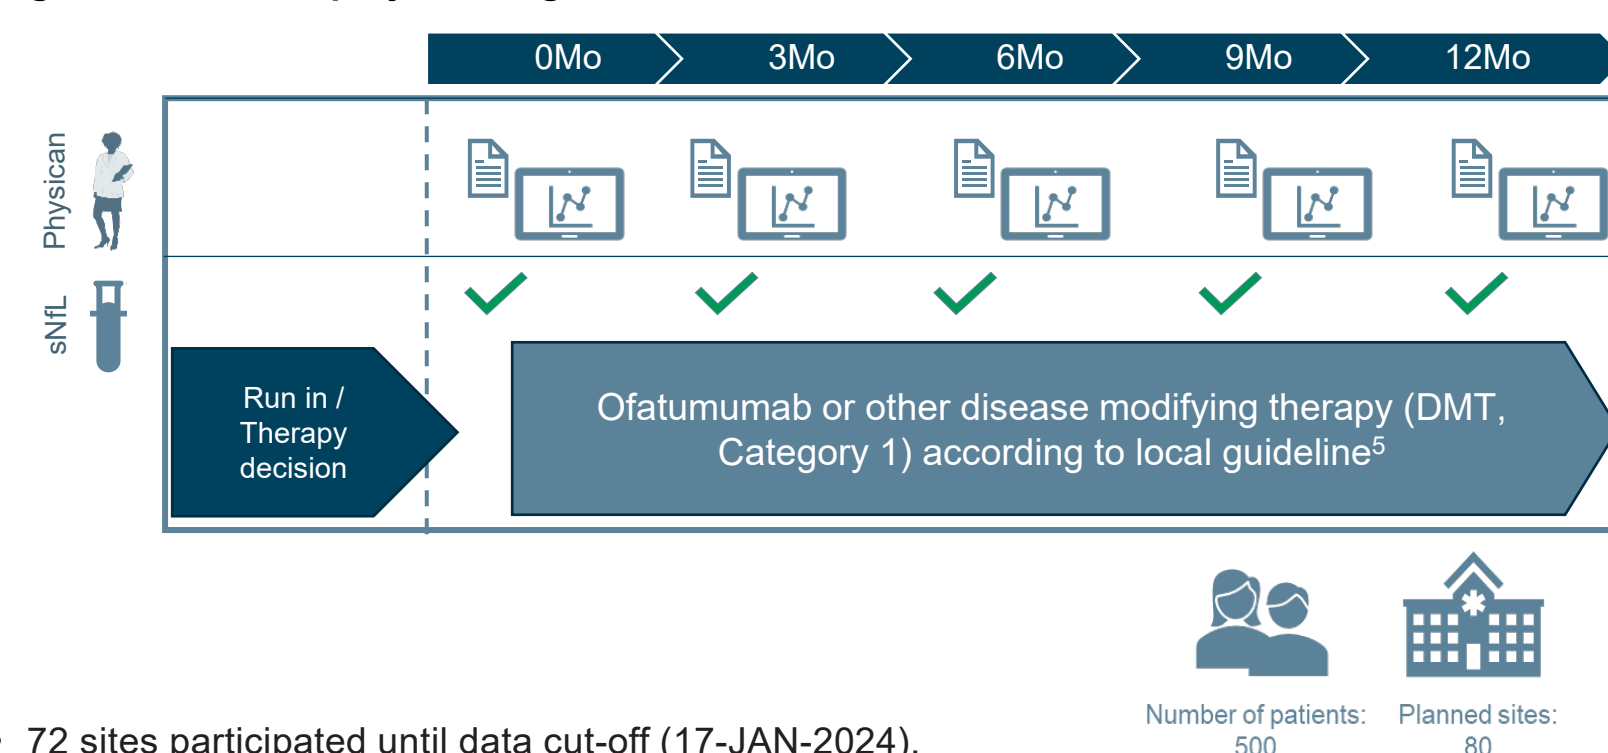 0Mo
3Mo
6Mo
9Mo
12Mo
Physican
sNfL
Run in /
Therapy
decision
Ofatumumab or other disease modifying therapy (DMT,
Category 1) according to local guideline⁵
Number of patients:
500
Planned sites:
80
72 sites participated until data cut-off (17-JAN-2024).